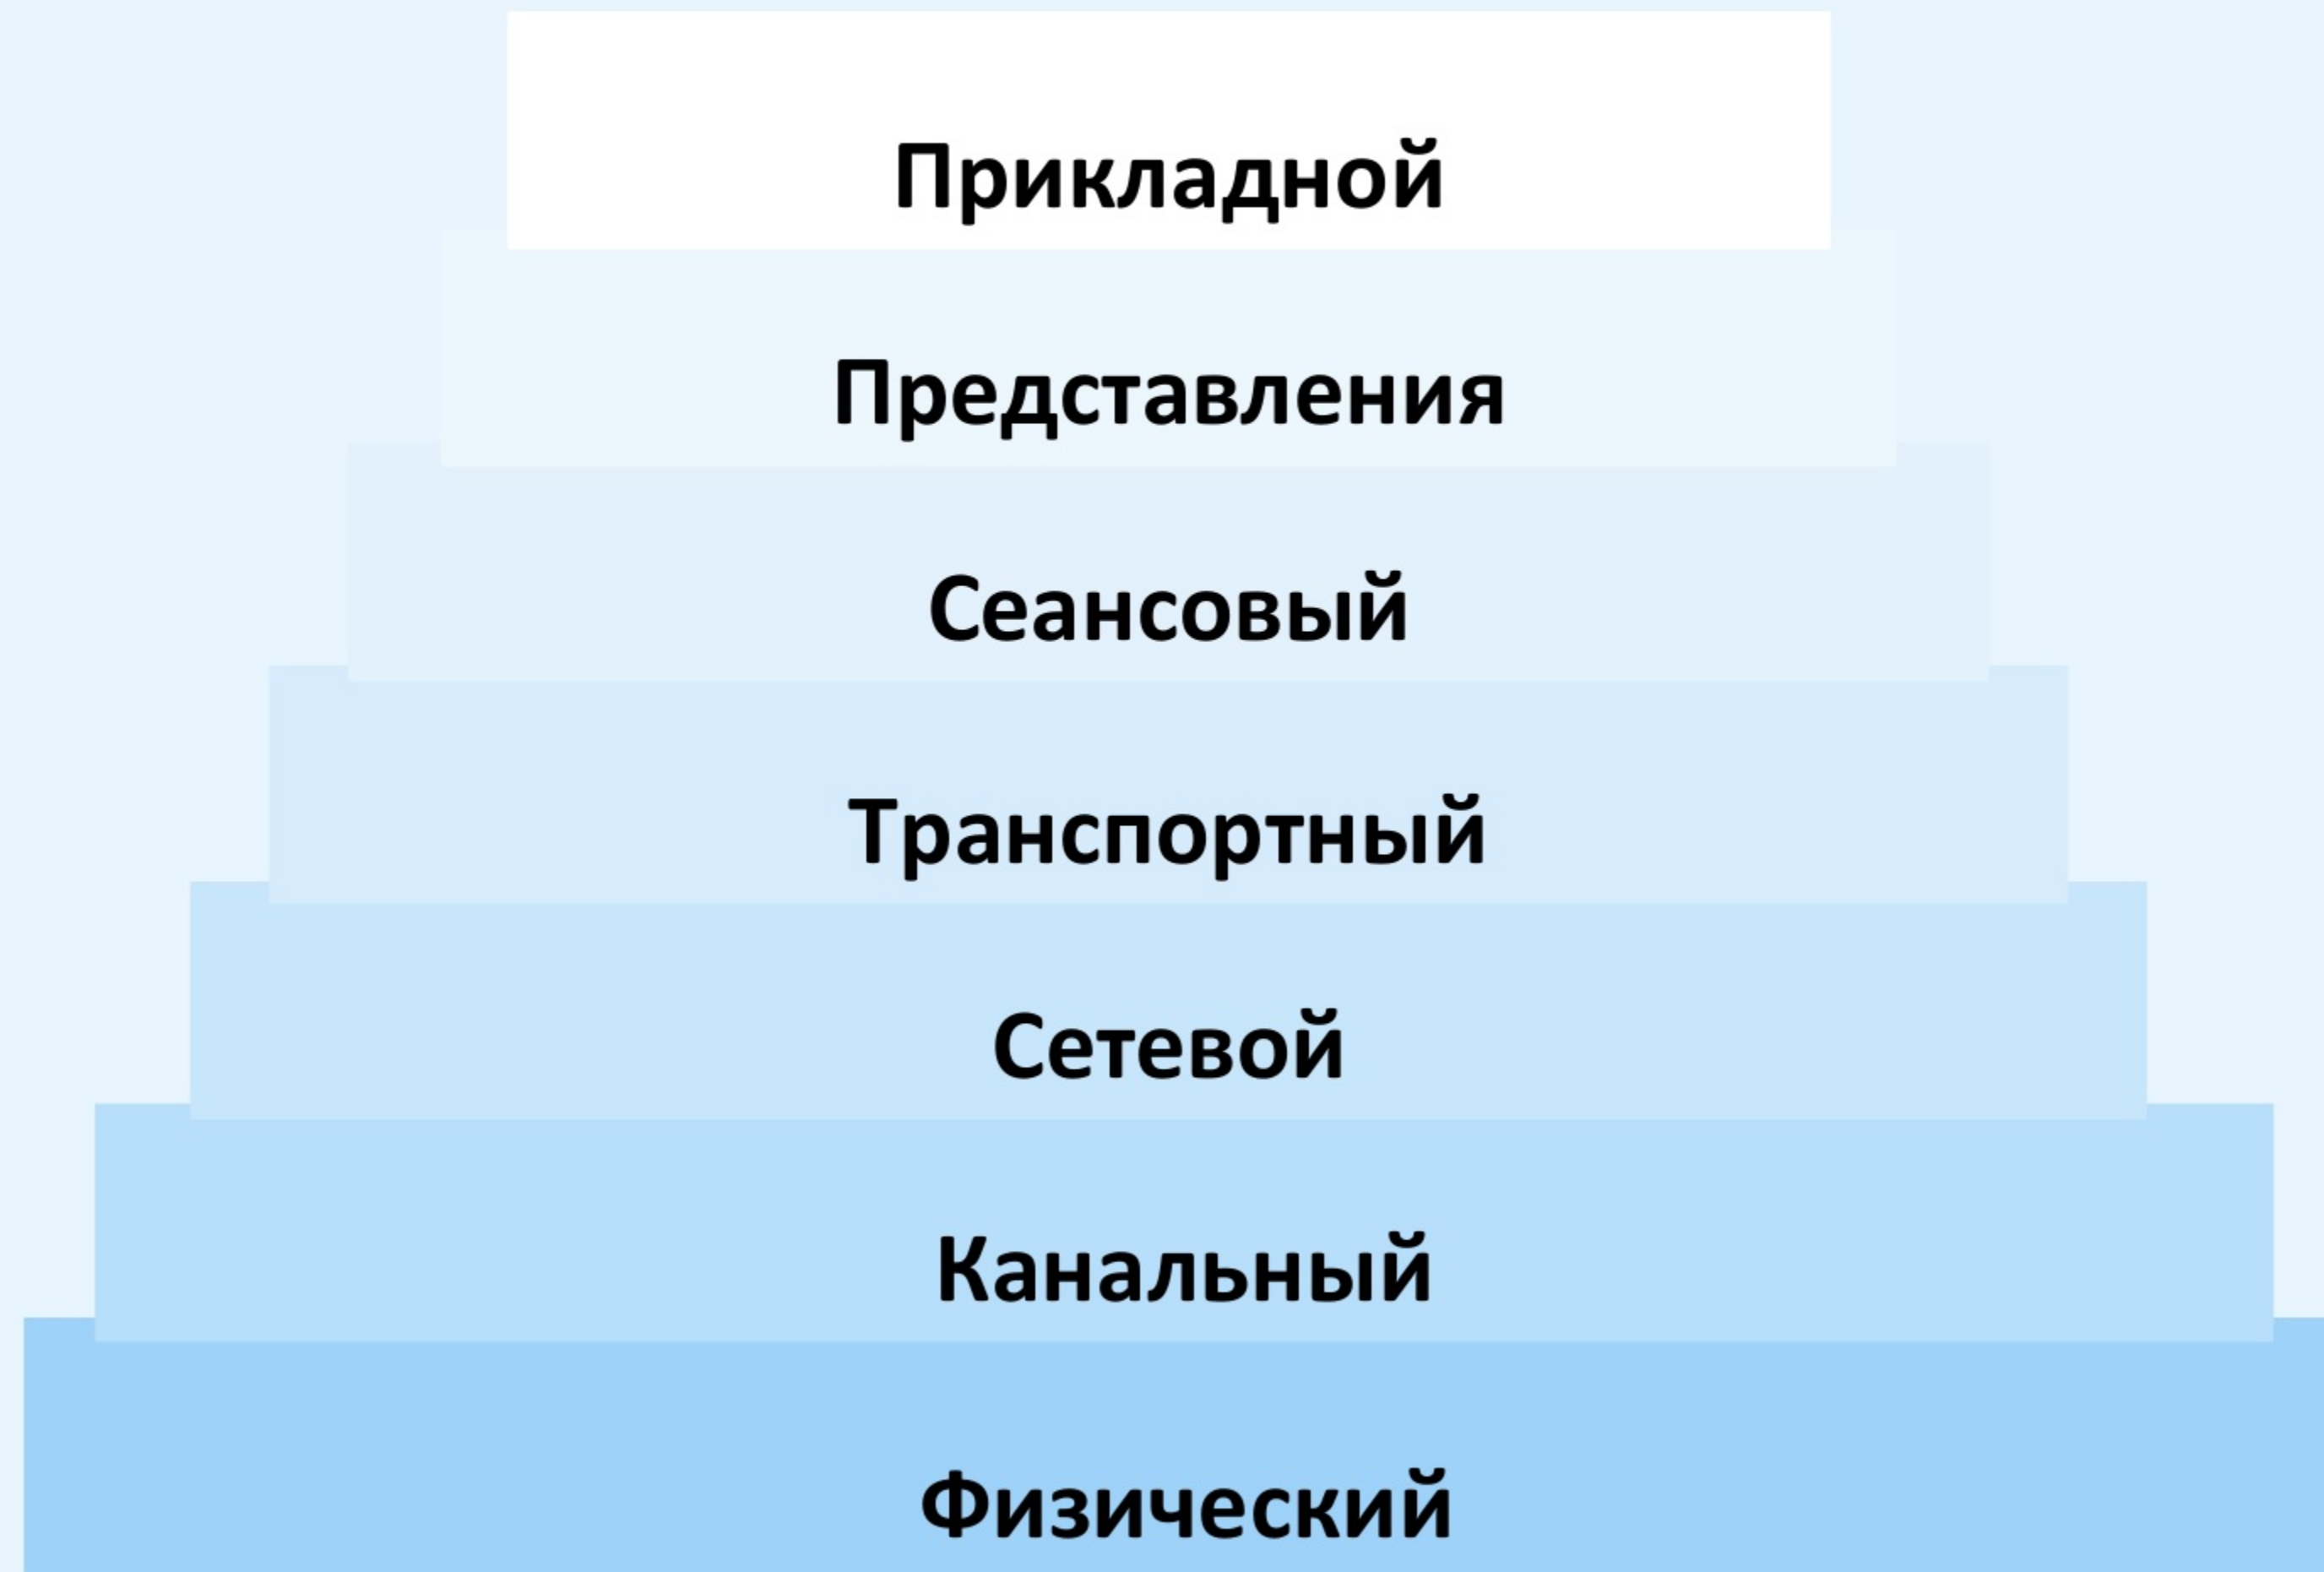 Прикладной
Представления
Сеансовый
Транспортный
Сетевой
Канальный
Физический